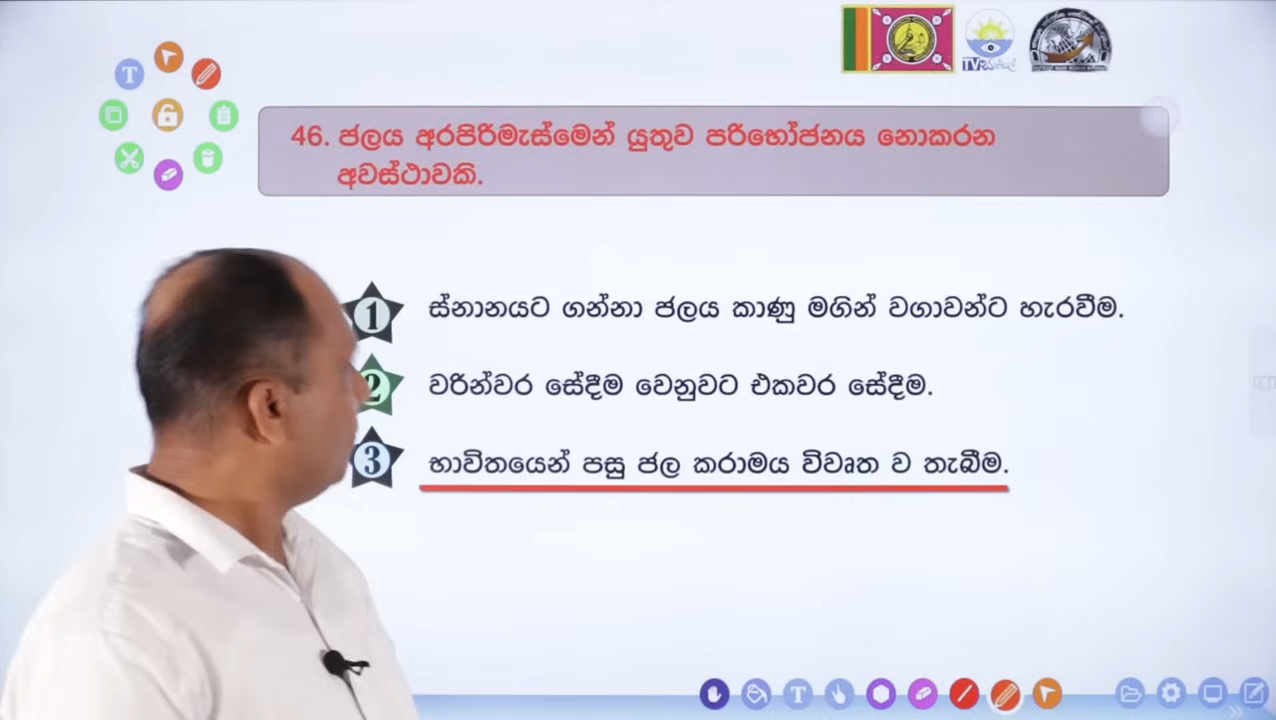 TV
46. ජලය අරපිරිමැස්මෙන් යුතුව පරිභෝජනය නොකරන
අවස්ථාවකි.
1 ස්නානයට ගන්නා ජලය කාණු මගින් වගාවන්ට හැරවීම.
2 වරින්වර සේදීම වෙනුවට එකවර සේදීම.
3 භාවිතයෙන් පසු ජල කරාමය විවෘත ව තැබීම.